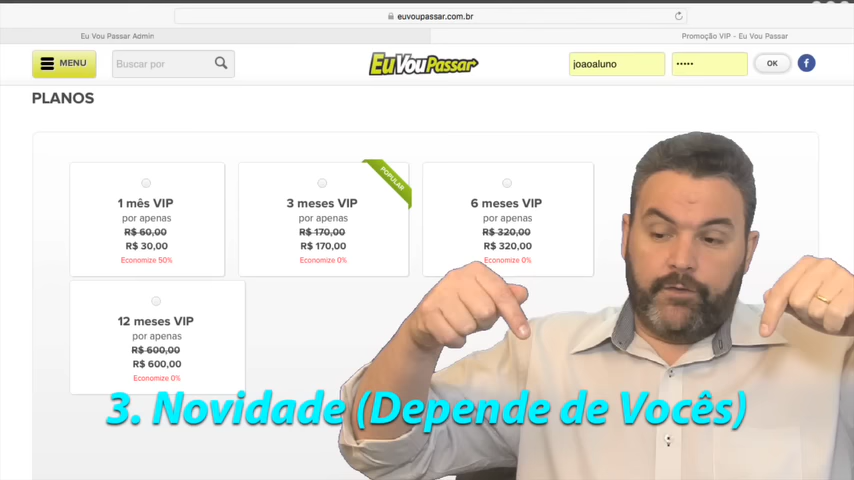 euvoupassar.com.br
Eu Vou Passar Admin
Promoção VIP - Eu Vou Passar
MENU
Buscar por
EuVouPassar
joaoaluno
•••••
OK
f
PLANOS
1 mês VIP
por apenas
R$ 60,00
R$ 30,00
Economize 50%
POPULAR
3 meses VIP
por apenas
R$ 170,00
R$ 170,00
Economize 0%
6 meses VIP
por apenas
R$ 320,00
R$ 320,00
Economize 0%
12 meses VIP
por apenas
R$ 600,00
R$ 600,00
Economize 0%
3. Novidade (Depende de Vocês)